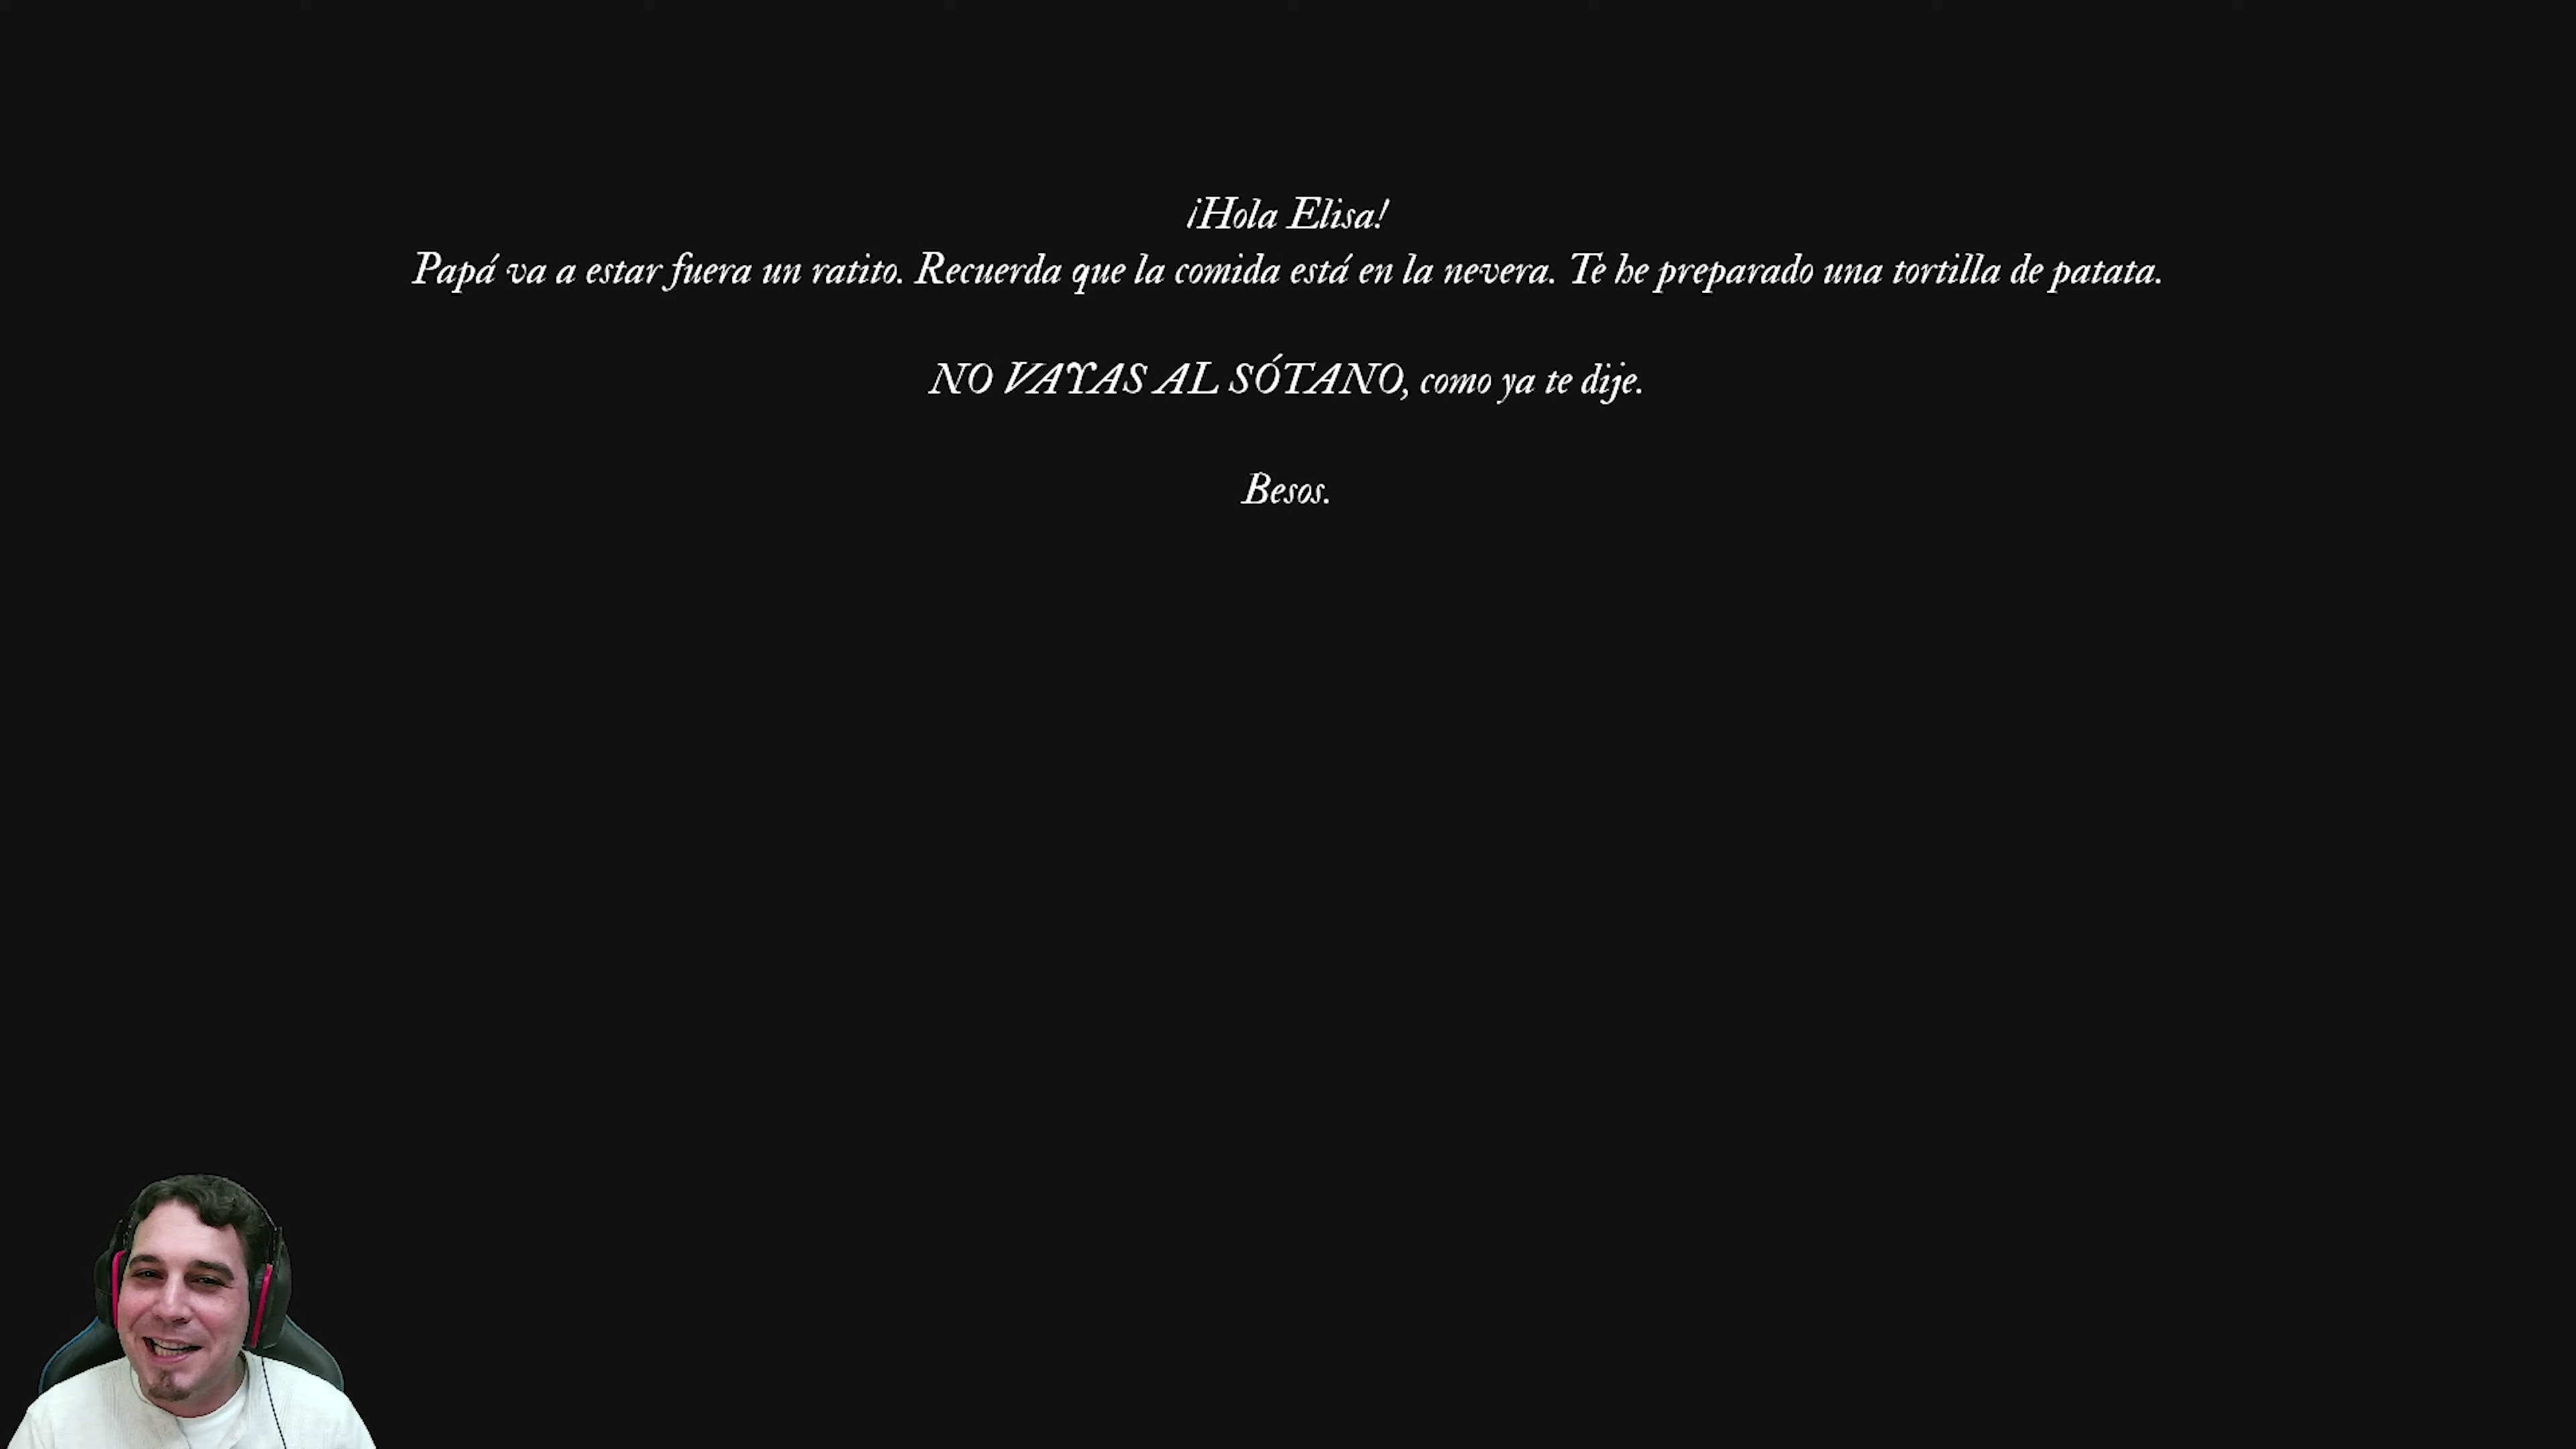 ¡Hola Elisa!
Papá va a estar fuera un ratito. Recuerda que la comida está en la nevera. Te he preparado una tortilla de patata.
NO VAYAS AL SÓTANO, como ya te dije.
Besos.